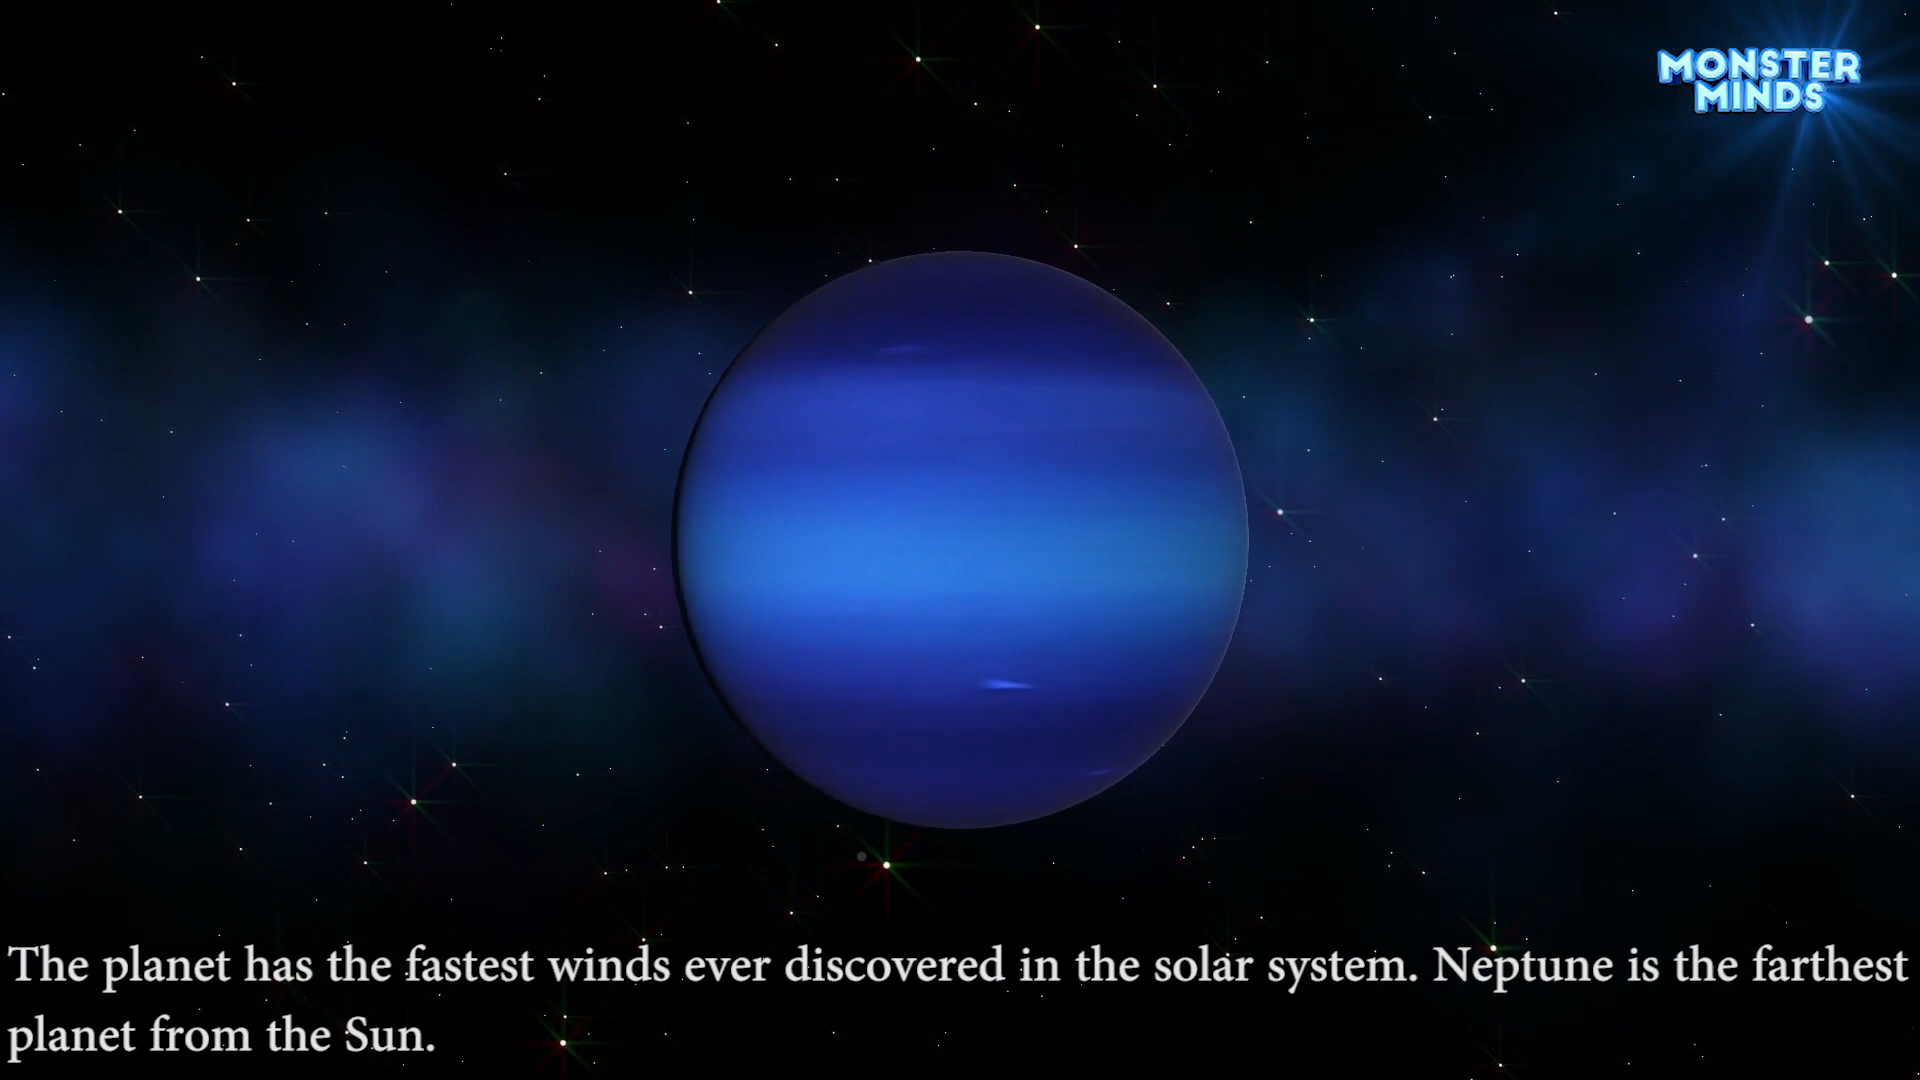 MONSTER
MINDS
The planet has the fastest winds ever discovered in the solar system. Neptune is the farthest
planet from the Sun.